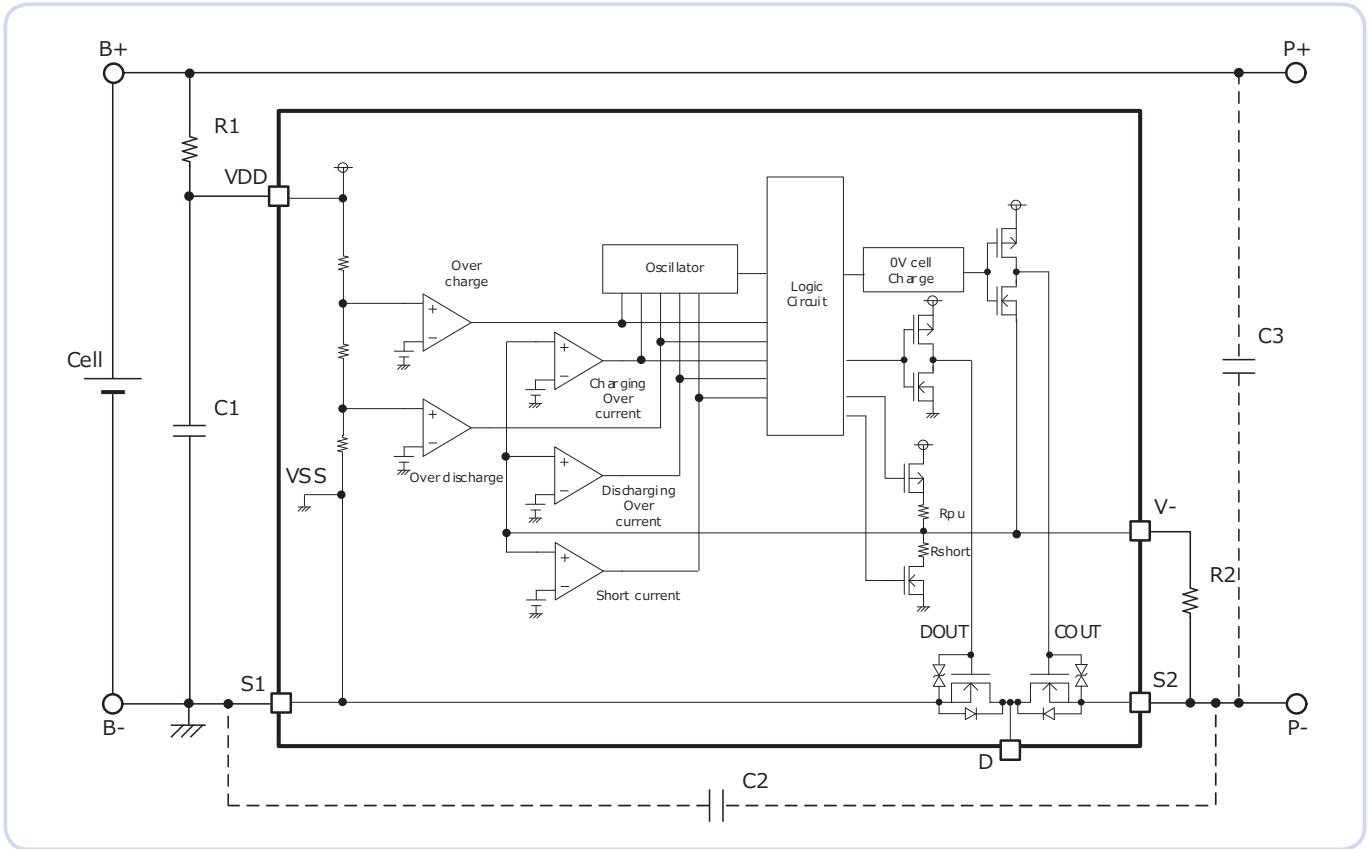 B+
P+
R1
VDD
Over
charge
+
−
Oscillator
Logic
Circuit
0V cell
Charge
Cell
C1
+
−
Charging
Over
current
C3
+
−
Over discharge
VSS
+
−
Discharging
Over
current
Rpu
V-
Rshort
+
−
Short current
R2
DOUT
COUT
S1
S2
B-
P-
D
C2